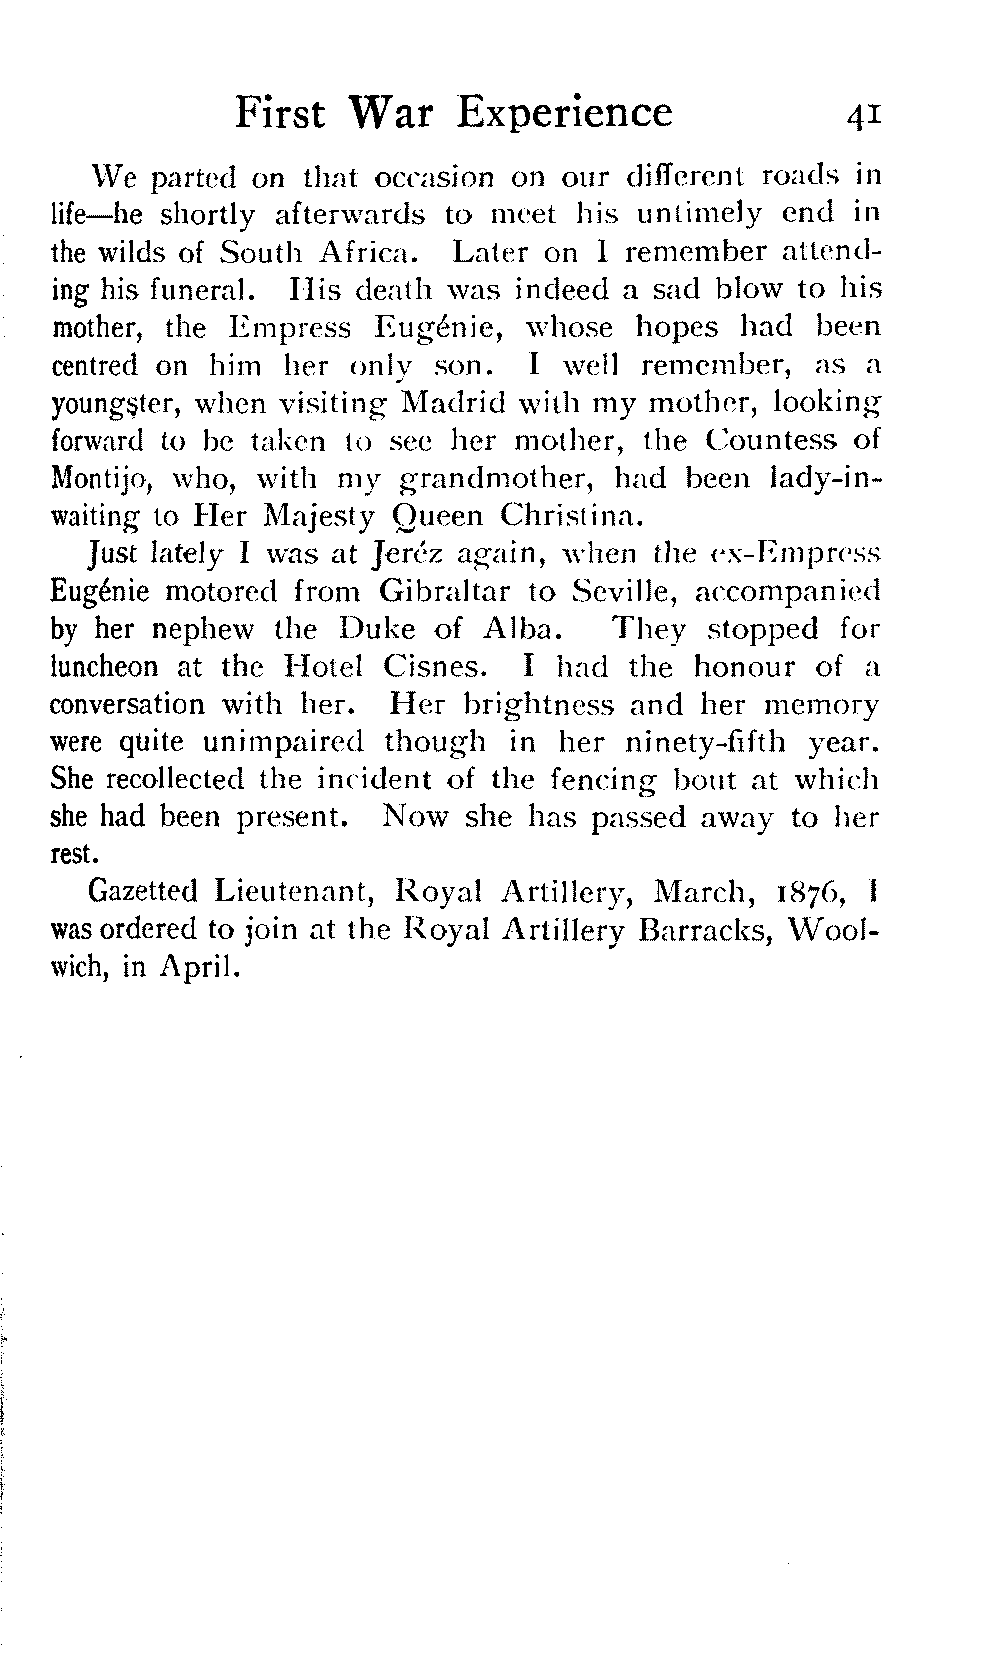 First War Experience 41
We parted on that occasion on our different roads in
life—he shortly afterwards to meet his untimely end in
the wilds of South Africa. Later on I remember attend-
ing his funeral. His death was indeed a sad blow to his
mother, the Empress Eugénie, whose hopes had been
centred on him her only son. I well remember, as a
youngster, when visiting Madrid with my mother, looking
forward to be taken to see her mother, the Countess of
Montijo, who, with my grandmother, had been lady-in-
waiting to Her Majesty Queen Christina.
Just lately I was at Jeréz again, when the ex-Empress
Eugénie motored from Gibraltar to Seville, accompanied
by her nephew the Duke of Alba. They stopped for
luncheon at the Hotel Cisnes. I had the honour of a
conversation with her. Her brightness and her memory
were quite unimpaired though in her ninety-fifth year.
She recollected the incident of the fencing bout at which
she had been present. Now she has passed away to her
rest.
Gazetted Lieutenant, Royal Artillery, March, 1876, I
was ordered to join at the Royal Artillery Barracks, Wool-
wich, in April.